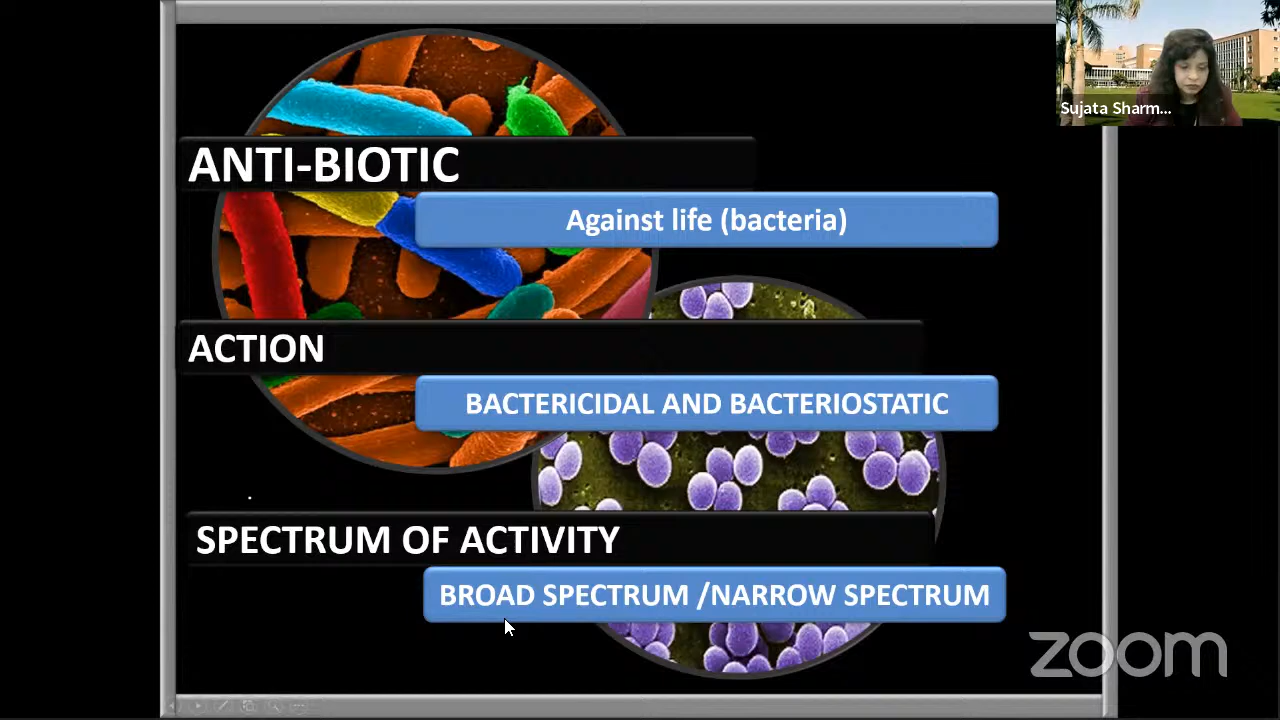 Sujata Sharm...
ANTI-BIOTIC
Against life (bacteria)
ACTION
BACTERICIDAL AND BACTERIOSTATIC
SPECTRUM OF ACTIVITY
BROAD SPECTRUM /NARROW SPECTRUM
zoom